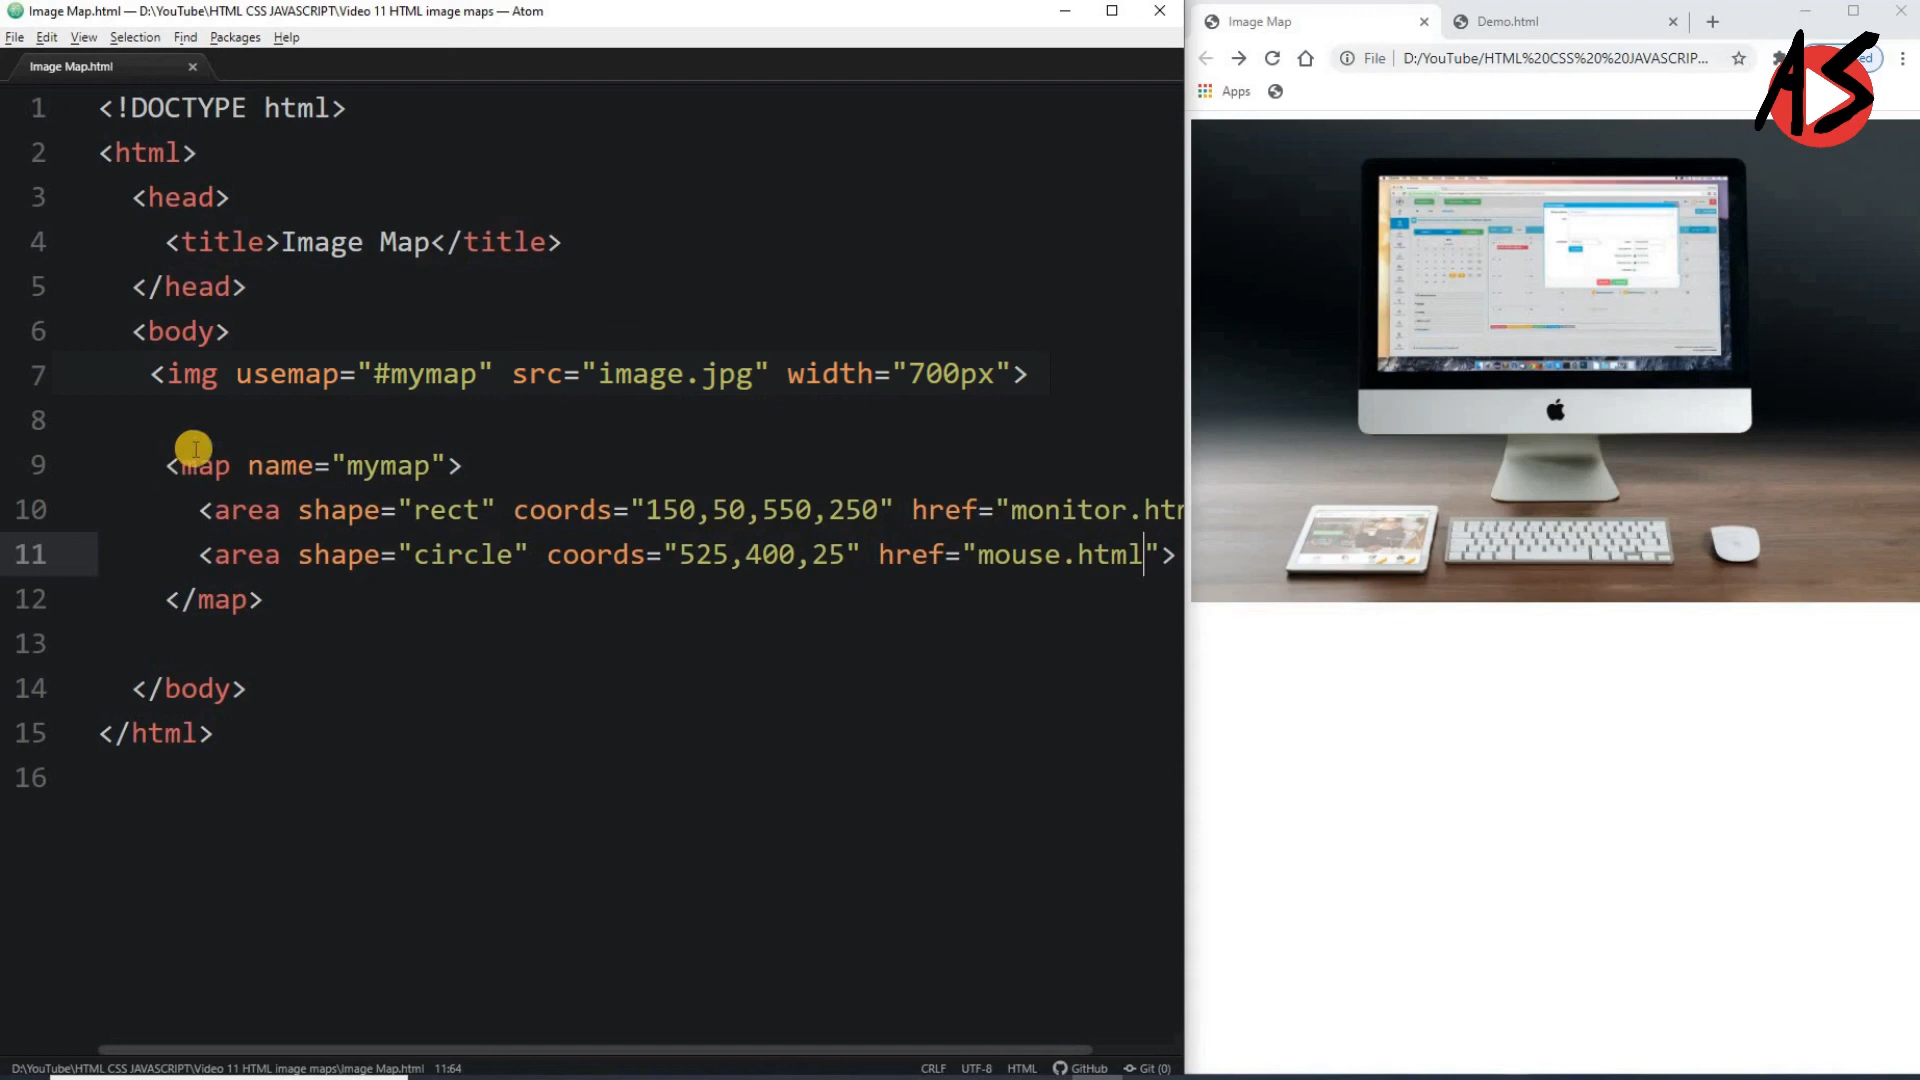 Image Map.html — D:\YouTube\HTML CSS JAVASCRIPT\Video 11 HTML image maps — Atom
File Edit View Selection Find Packages Help
Image Map.html
1 <!DOCTYPE html>
2 <html>
3 <head>
4 <title>Image Map</title>
5 </head>
6 <body>
7 <img usemap="#mymap" src="image.jpg" width="700px">
8
9 <map name="mymap">
10 <area shape="rect" coords="150,50,550,250" href="monitor.htm
11 <area shape="circle" coords="525,400,25" href="mouse.html">
12 </map>
13
14 </body>
15 </html>
16
D:\YouTube\HTML CSS JAVASCRIPT\Video 11 HTML image maps\Image Map.html 11:64 CRLF UTF-8 HTML GitHub Git (0)
Image Map Demo.html
File D:/YouTube/HTML%20CSS%20%20JAVASCRIP...
Apps
AS